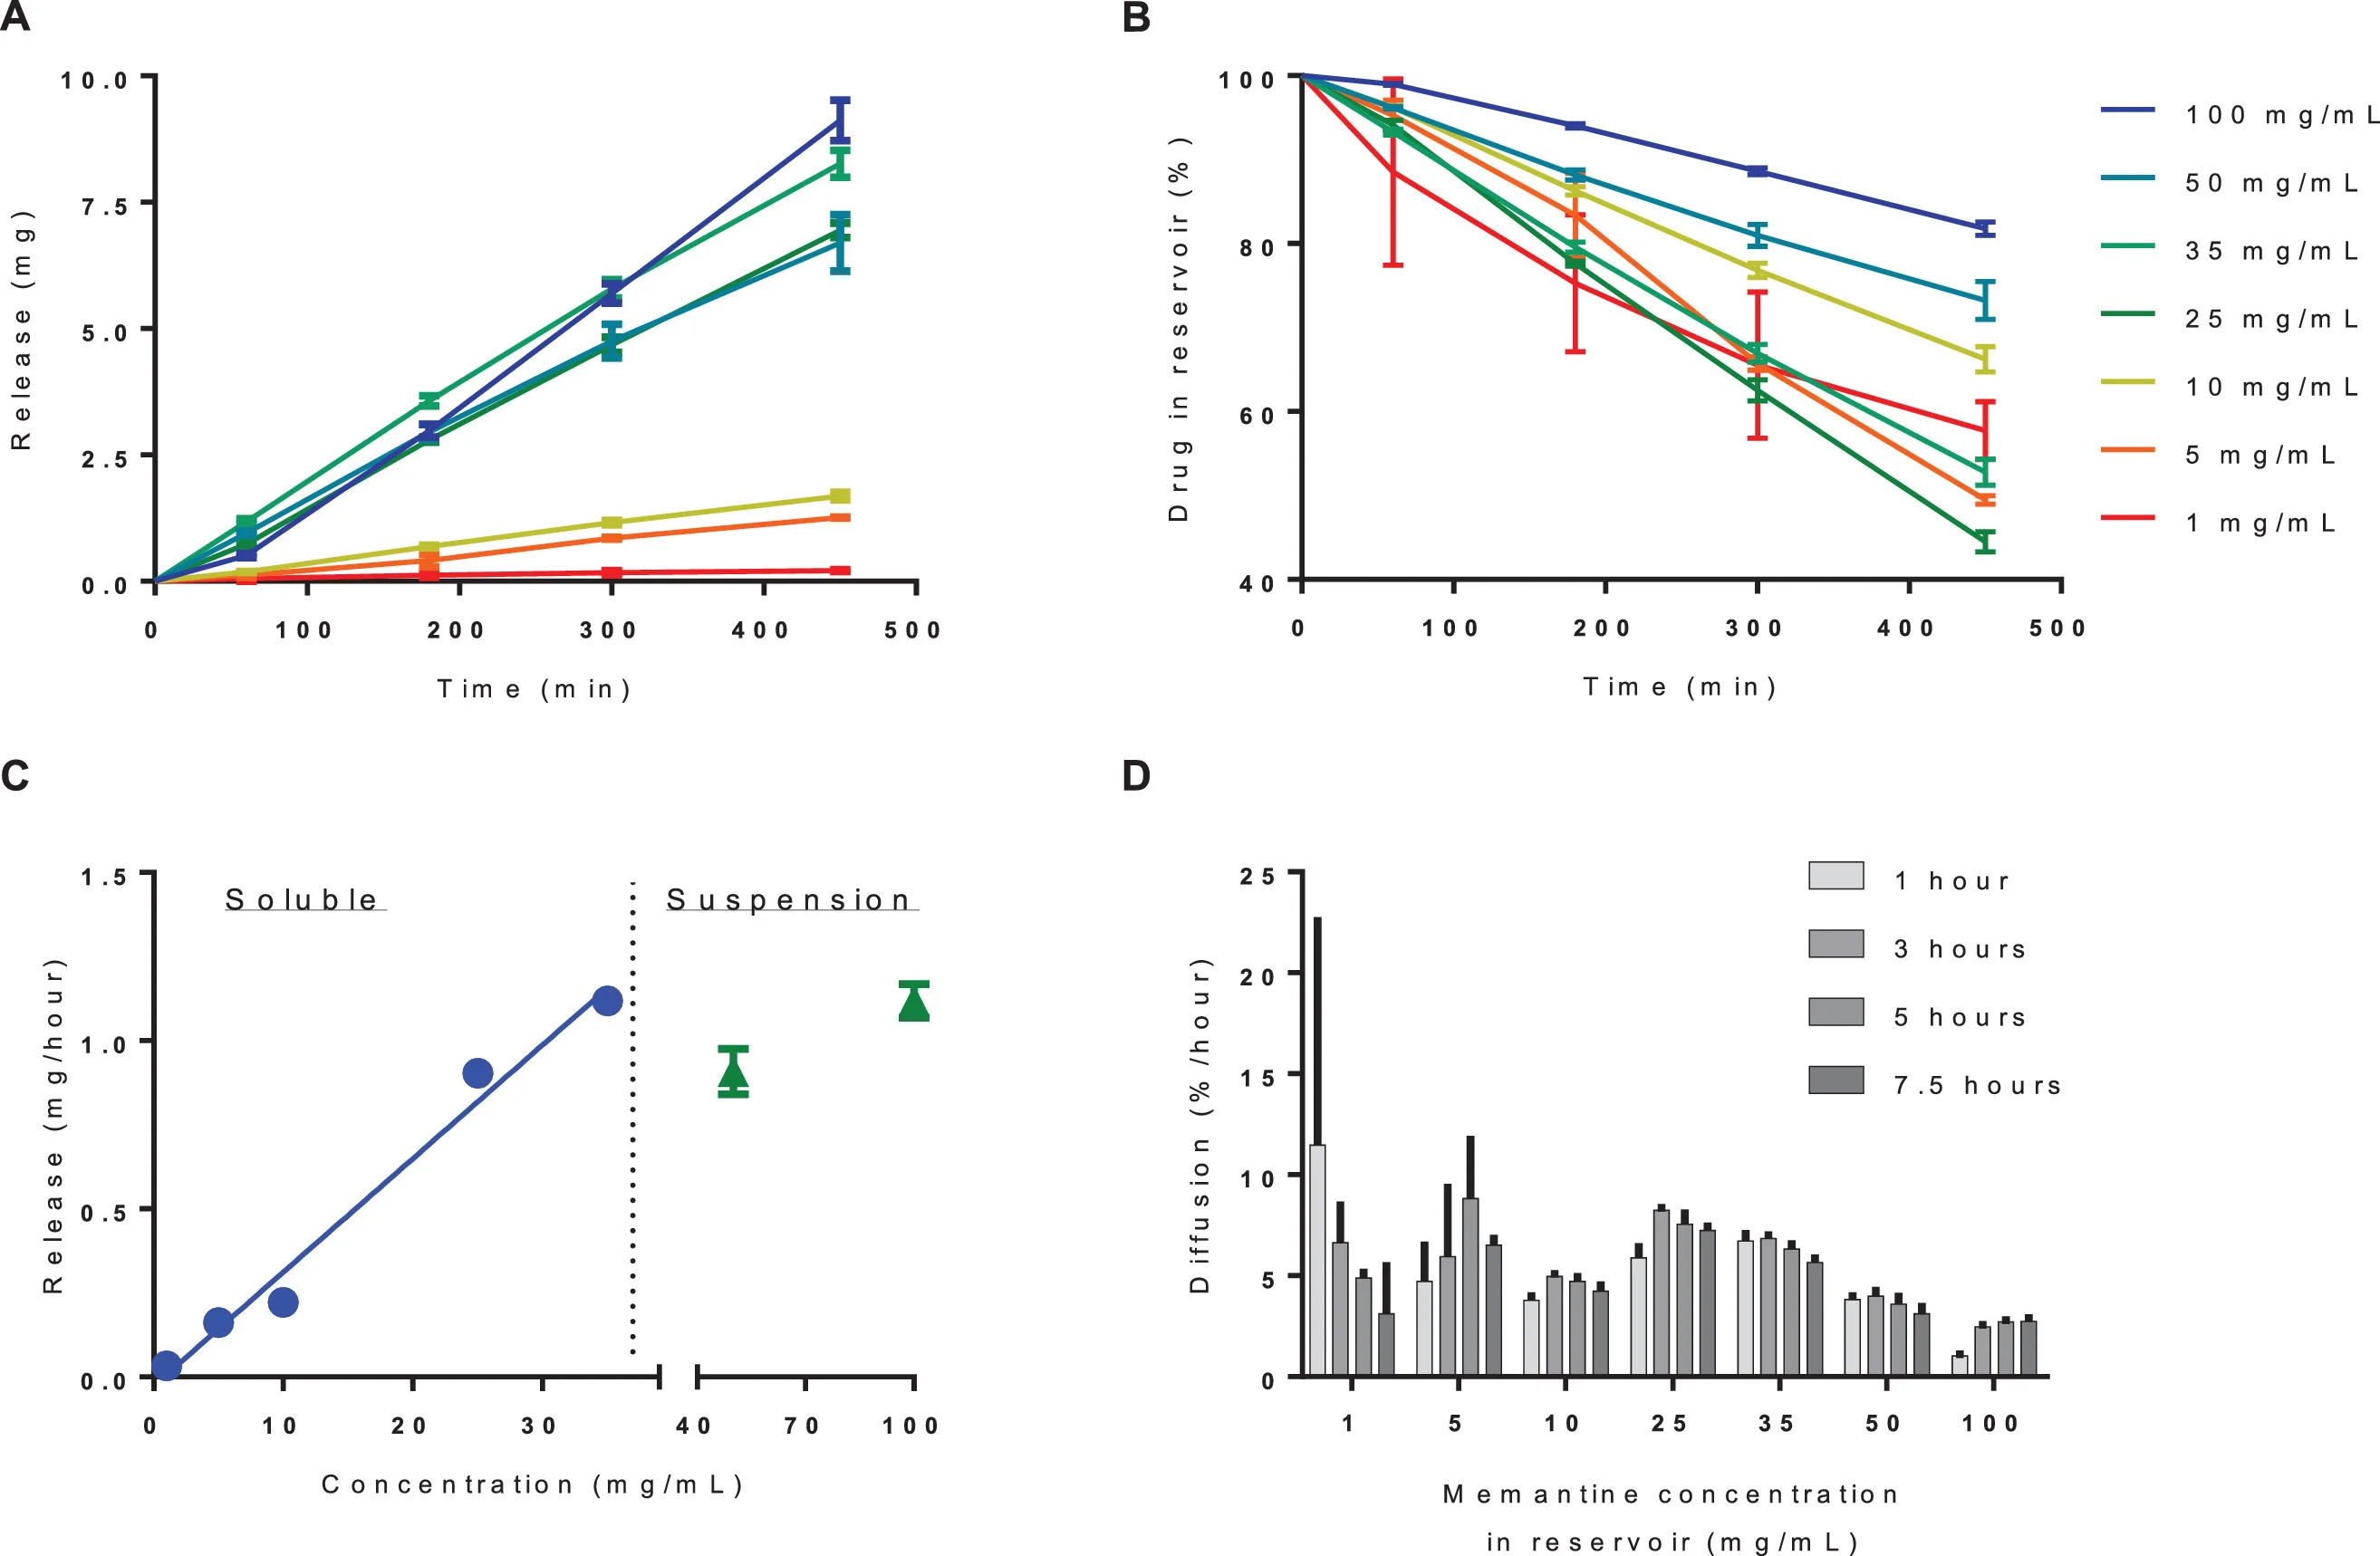 A
10.0
7.5
5.0
2.5
0.0
Release (mg)
0 100 200 300 400 500
Time (min)
B
100
80
60
40
Drug in reservoir (%)
0 100 200 300 400 500
Time (min)
100 mg/mL
50 mg/mL
35 mg/mL
25 mg/mL
10 mg/mL
5 mg/mL
1 mg/mL
C
1.5
1.0
0.5
0.0
Release (mg/hour)
Soluble
Suspension
0 10 20 30 40 70 100
Concentration (mg/mL)
D
25
20
15
10
5
0
Diffusion (%/hour)
1 hour
3 hours
5 hours
7.5 hours
1 5 10 25 35 50 100
Memantine concentration
in reservoir (mg/mL)